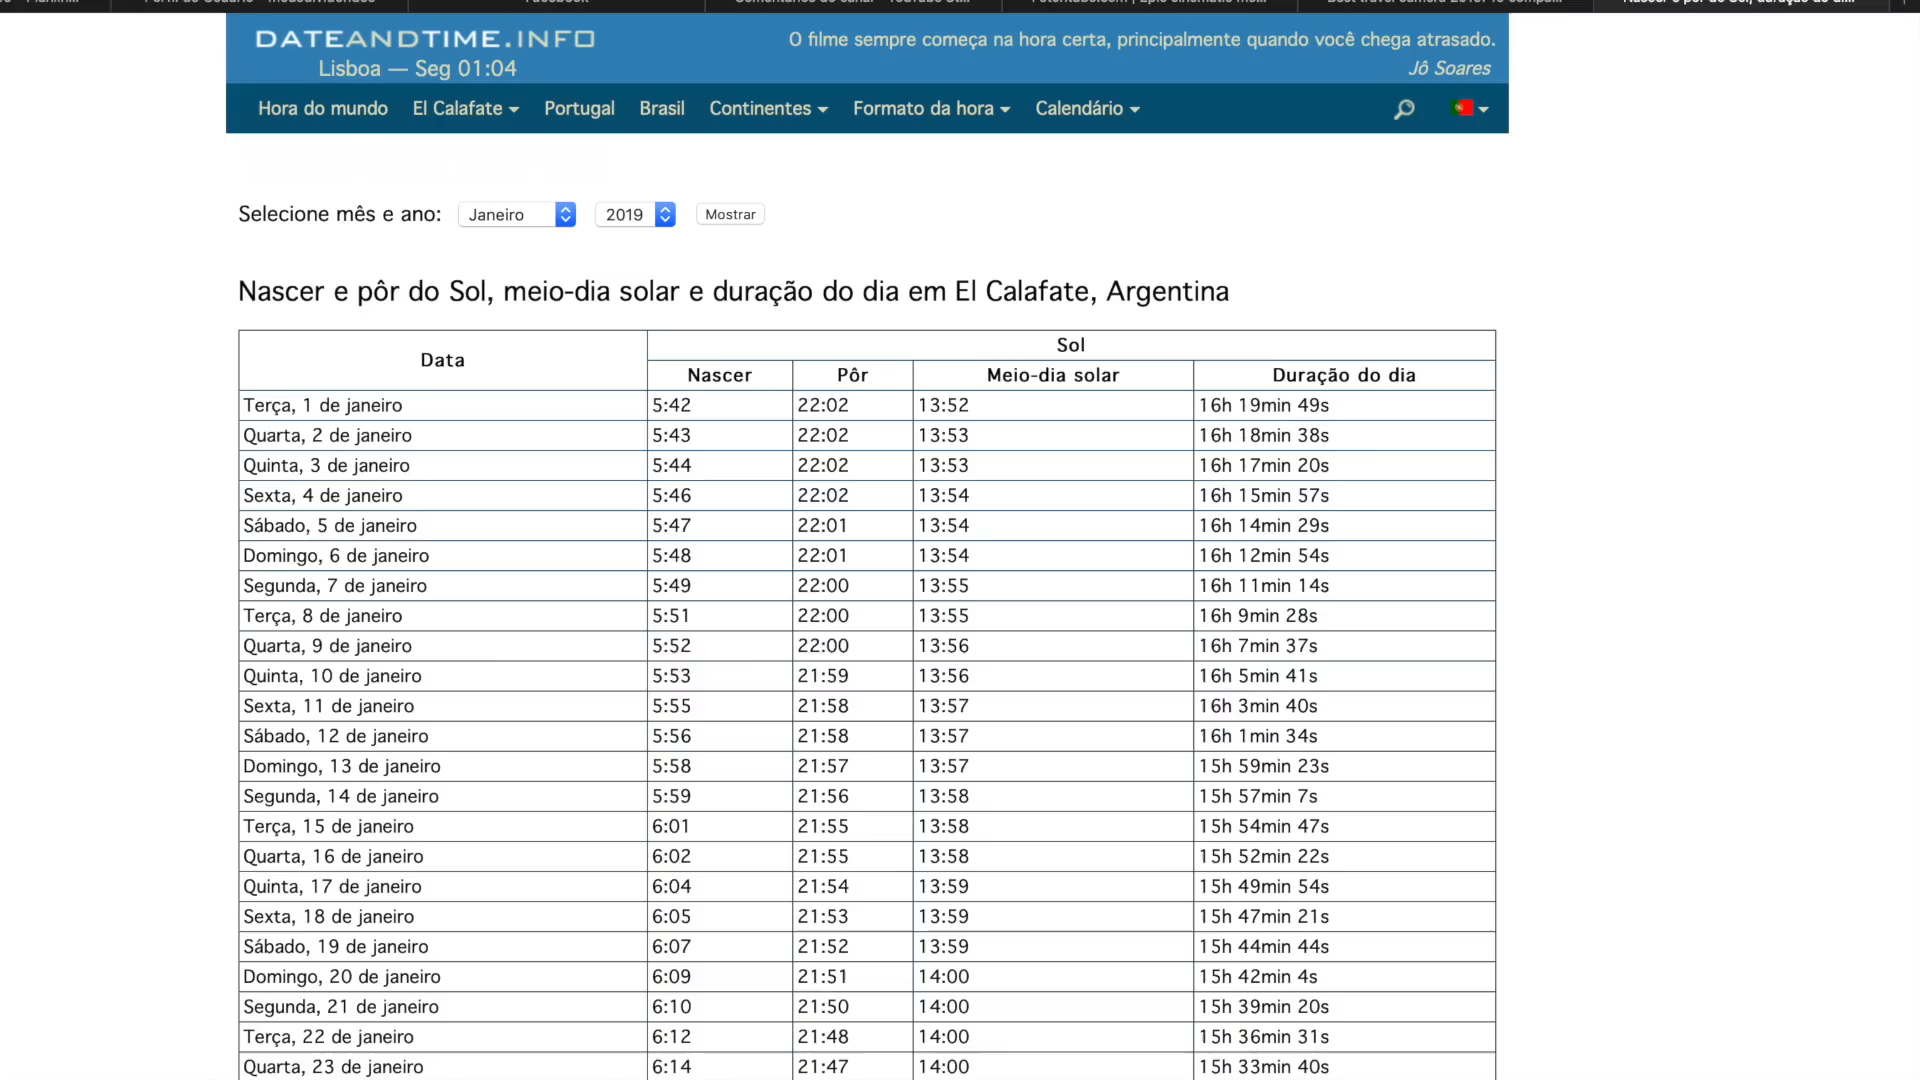 DATEANDTIME.INFO
O filme sempre começa na hora certa, principalmente quando você chega atrasado.
Lisboa — Seg 01:04
Jô Soares
Hora do mundo El Calafate Portugal Brasil Continentes Formato da hora Calendário
Selecione mês e ano: Janeiro 2019 Mostrar
Nascer e pôr do Sol, meio-dia solar e duração do dia em El Calafate, Argentina
Data Sol
Nascer Pôr Meio-dia solar Duração do dia
Terça, 1 de janeiro 5:42 22:02 13:52 16h 19min 49s
Quarta, 2 de janeiro 5:43 22:02 13:53 16h 18min 38s
Quinta, 3 de janeiro 5:44 22:02 13:53 16h 17min 20s
Sexta, 4 de janeiro 5:46 22:02 13:54 16h 15min 57s
Sábado, 5 de janeiro 5:47 22:01 13:54 16h 14min 29s
Domingo, 6 de janeiro 5:48 22:01 13:54 16h 12min 54s
Segunda, 7 de janeiro 5:49 22:00 13:55 16h 11min 14s
Terça, 8 de janeiro 5:51 22:00 13:55 16h 9min 28s
Quarta, 9 de janeiro 5:52 22:00 13:56 16h 7min 37s
Quinta, 10 de janeiro 5:53 21:59 13:56 16h 5min 41s
Sexta, 11 de janeiro 5:55 21:58 13:57 16h 3min 40s
Sábado, 12 de janeiro 5:56 21:58 13:57 16h 1min 34s
Domingo, 13 de janeiro 5:58 21:57 13:57 15h 59min 23s
Segunda, 14 de janeiro 5:59 21:56 13:58 15h 57min 7s
Terça, 15 de janeiro 6:01 21:55 13:58 15h 54min 47s
Quarta, 16 de janeiro 6:02 21:55 13:58 15h 52min 22s
Quinta, 17 de janeiro 6:04 21:54 13:59 15h 49min 54s
Sexta, 18 de janeiro 6:05 21:53 13:59 15h 47min 21s
Sábado, 19 de janeiro 6:07 21:52 13:59 15h 44min 44s
Domingo, 20 de janeiro 6:09 21:51 14:00 15h 42min 4s
Segunda, 21 de janeiro 6:10 21:50 14:00 15h 39min 20s
Terça, 22 de janeiro 6:12 21:48 14:00 15h 36min 31s
Quarta, 23 de janeiro 6:14 21:47 14:00 15h 33min 40s